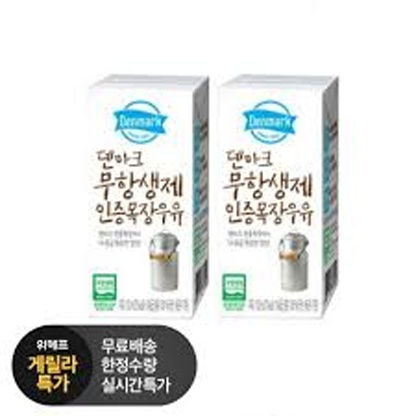 Denmark
덴마크
무항생제
인증목장우유
Denmark
덴마크
무항생제
인증목장우유
위메프
게릴라
특가
무료배송
한정수량
실시간특가